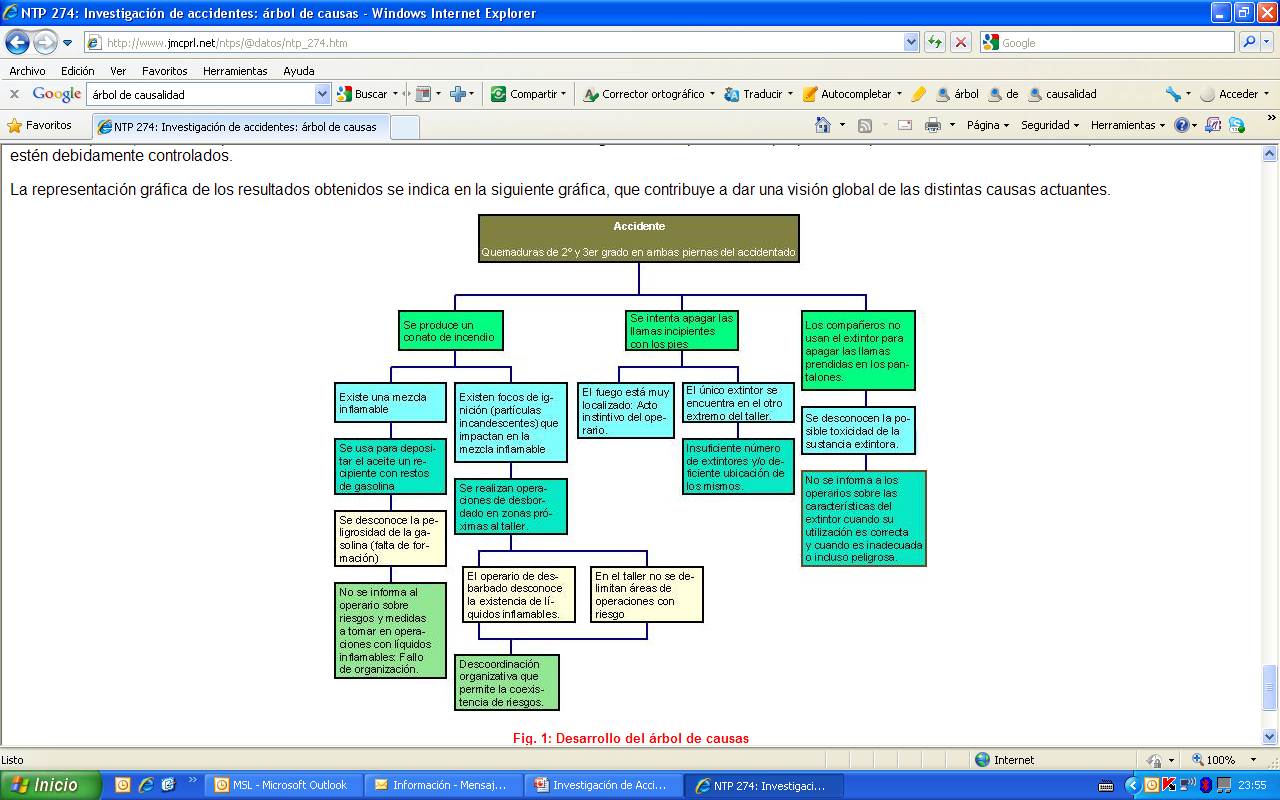 NTP 274: Investigación de accidentes: árbol de causas - Windows Internet Explorer
http://www.jmcprl.net/ntps/@datos/ntp_274.htm
Google
Archivo Edición Ver Favoritos Herramientas Ayuda
x Google árbol de causalidad Buscar Compartir Corrector ortográfico Traducir Autocompletar árbol de causalidad Acceder
Favoritos NTP 274: Investigación de accidentes: árbol de causas Página Seguridad Herramientas
estén debidamente controlados.
La representación gráfica de los resultados obtenidos se indica en la siguiente gráfica, que contribuye a dar una visión global de las distintas causas actuantes.
Accidente
Quemaduras de 2º y 3er grado en ambas piernas del accidentado
Se produce un
conato de incendio
Se intenta apagar las
llamas incipientes
con los pies
Los compañeros no
usan el extintor para
apagar las llamas
prendidas en los pan-
talones.
Existe una mezcla
inflamable
Existen focos de ig-
nición (partículas
incandescentes) que
impactan en la
mezcla inflamable
El fuego está muy
localizado: Acto
instintivo del ope-
rario.
El único extintor se
encuentra en el otro
extremo del taller.
Se desconocen la po-
sible toxicidad de la
sustancia extintora.
Se usa para deposi-
tar el aceite un re-
cipiente con restos
de gasolina
Se realizan opera-
ciones de desbor-
dado en zonas pró-
ximas al taller.
Insuficiente número
de extintores y/o de-
ficiente ubicación de
los mismos.
No se informa a los
operarios sobre las
características del
extintor cuando su
utilización es correcta
y cuando es inadecuada
o incluso peligrosa.
Se desconoce la pe-
ligrosidad de la ga-
solina (falta de for-
mación)
El operario de des-
barbado desconoce
la existencia de lí-
quidos inflamables.
En el taller no se de-
limitan áreas de
operaciones con
riesgo
No se informa al
operario sobre
riesgos y medidas
a tomar en opera-
ciones con líquidos
inflamables: Fallo
de organización.
Descoordinación
organizativa que
permite la coexis-
tencia de riesgos.
Fig. 1: Desarrollo del árbol de causas
Listo Internet 100%
Inicio MSL - Microsoft Outlook Información - Mensaj... Investigación de Acci... NTP 274: Investigaci... 23:55